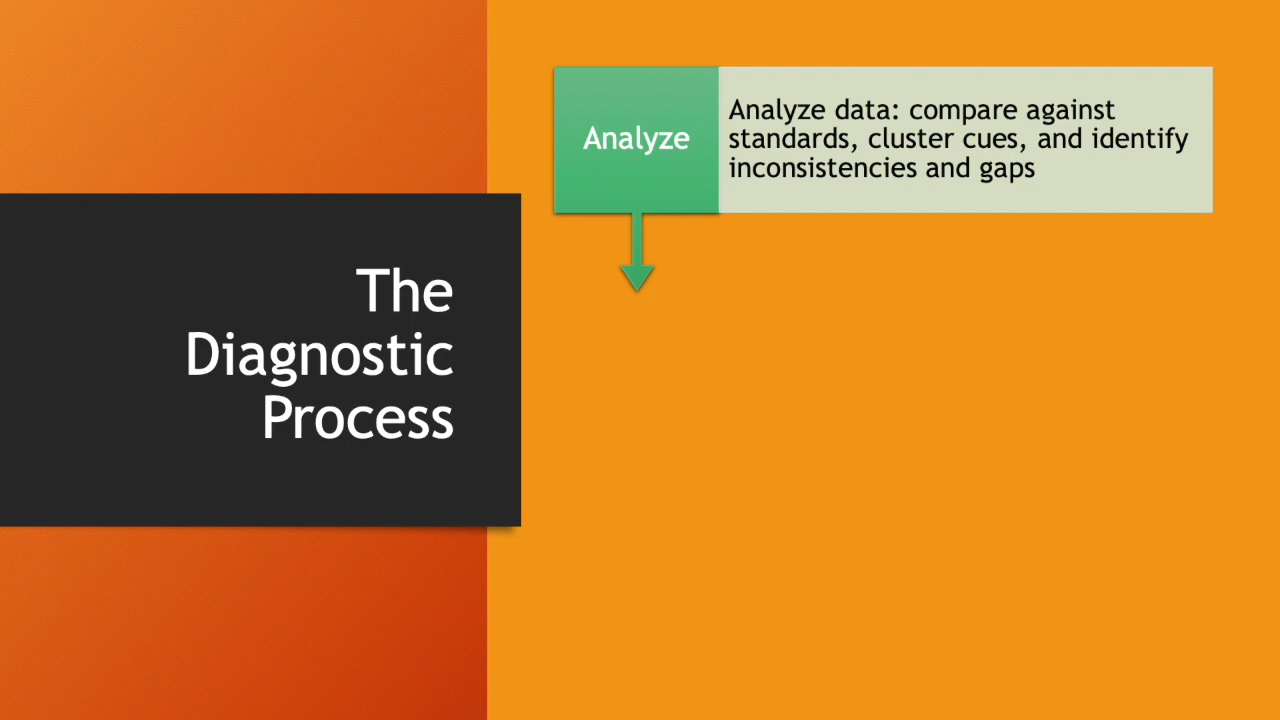 The
Diagnostic
Process
Analyze
Analyze data: compare against
standards, cluster cues, and identify
inconsistencies and gaps